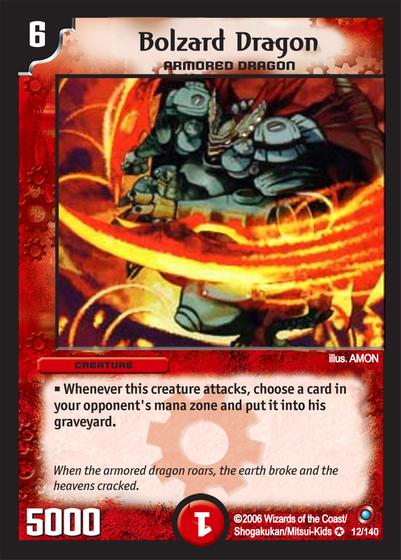 6
Bolzard Dragon
ARMORED DRAGON
illus. AMON
CREATURE
▪ Whenever this creature attacks, choose a card in
your opponent's mana zone and put it into his
graveyard.
When the armored dragon roars, the earth broke and the
heavens cracked.
5000
1
©2006 Wizards of the Coast/
Shogakukan/Mitsui-Kids ✪ 12/140